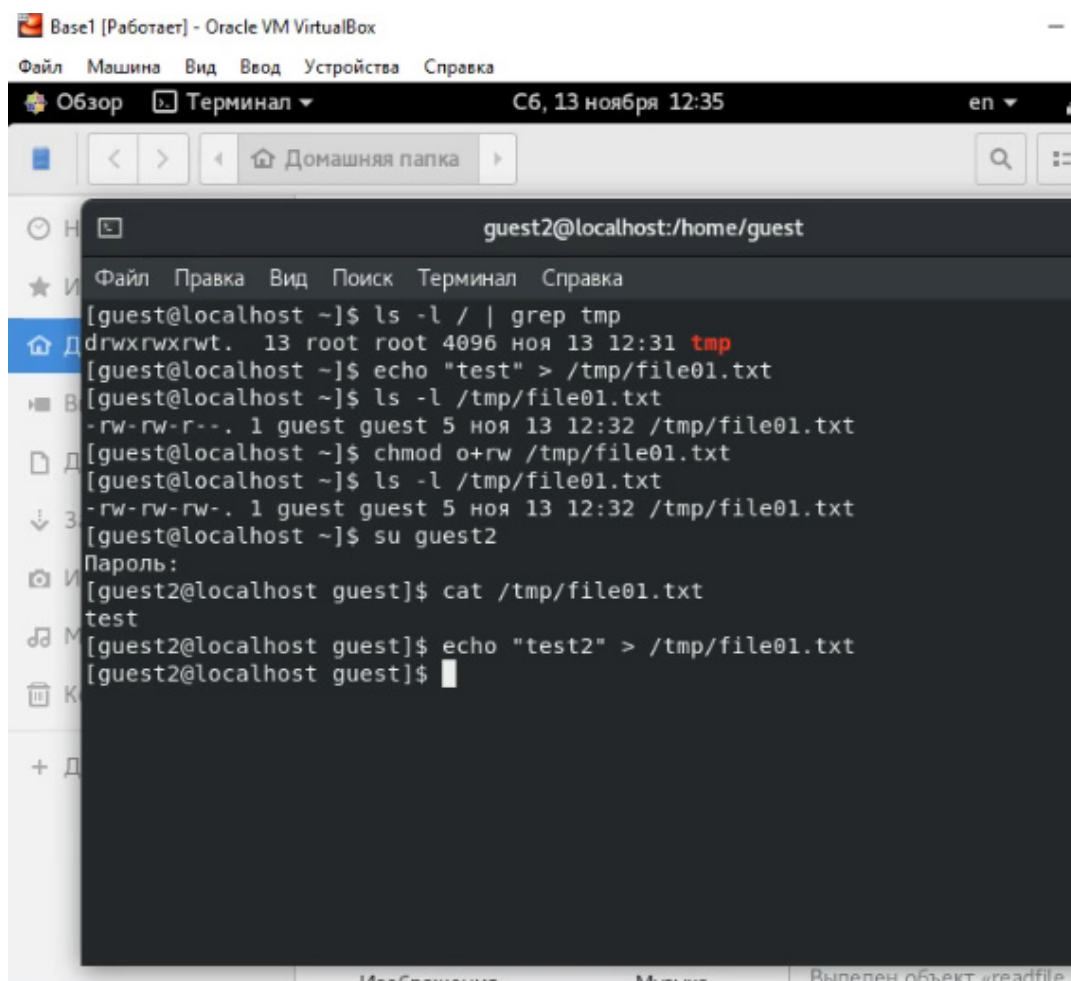 Base1 [Работает] - Oracle VM VirtualBox
Файл Машина Вид Ввод Устройства Справка
Обзор Терминал Сб, 13 ноября 12:35 en
Домашняя папка
guest2@localhost:/home/guest
Файл Правка Вид Поиск Терминал Справка
[guest@localhost ~]$ ls -l / | grep tmp
drwxrwxrwt. 13 root root 4096 ноя 13 12:31 tmp
[guest@localhost ~]$ echo "test" > /tmp/file01.txt
[guest@localhost ~]$ ls -l /tmp/file01.txt
-rw-rw-r--. 1 guest guest 5 ноя 13 12:32 /tmp/file01.txt
[guest@localhost ~]$ chmod o+rw /tmp/file01.txt
[guest@localhost ~]$ ls -l /tmp/file01.txt
-rw-rw-rw-. 1 guest guest 5 ноя 13 12:32 /tmp/file01.txt
[guest@localhost ~]$ su guest2
Пароль:
[guest2@localhost guest]$ cat /tmp/file01.txt
test
[guest2@localhost guest]$ echo "test2" > /tmp/file01.txt
[guest2@localhost guest]$